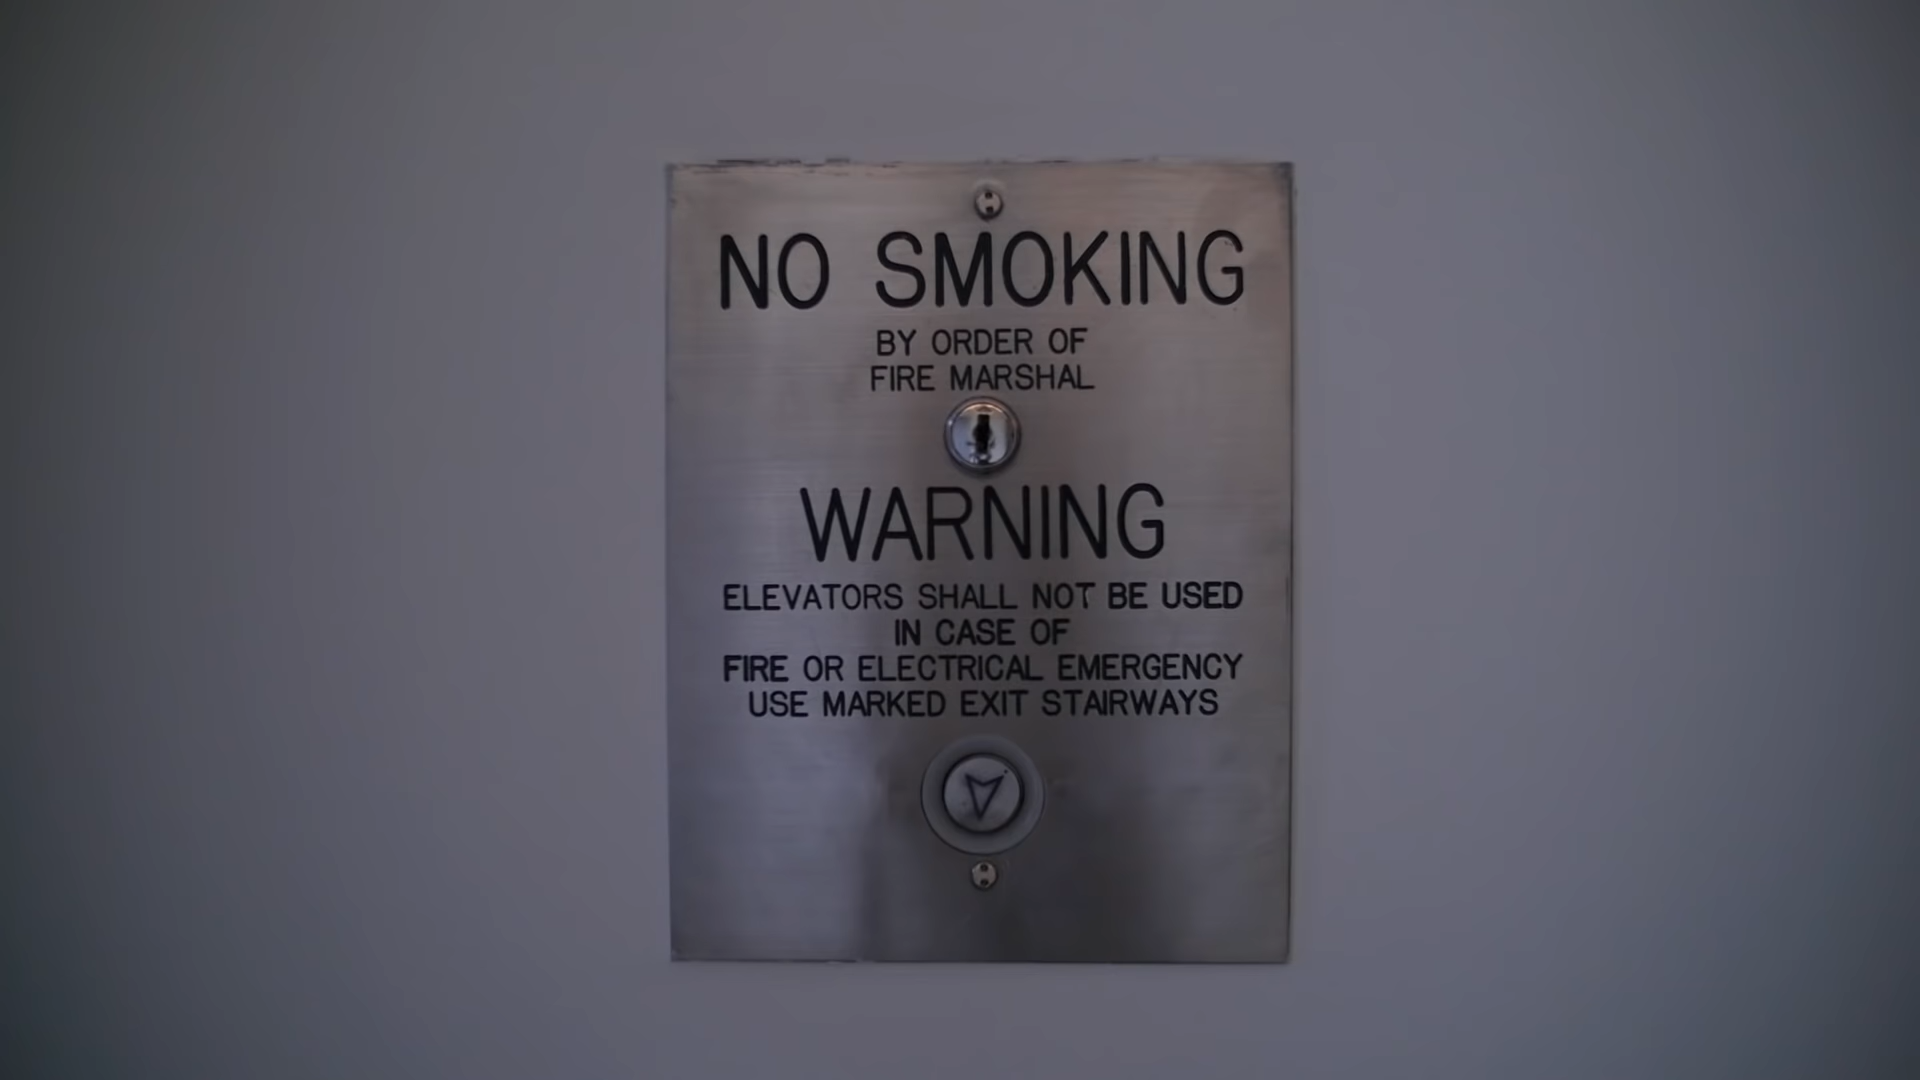 NO SMOKING
BY ORDER OF
FIRE MARSHAL
WARNING
ELEVATORS SHALL NOT BE USED
IN CASE OF
FIRE OR ELECTRICAL EMERGENCY
USE MARKED EXIT STAIRWAYS